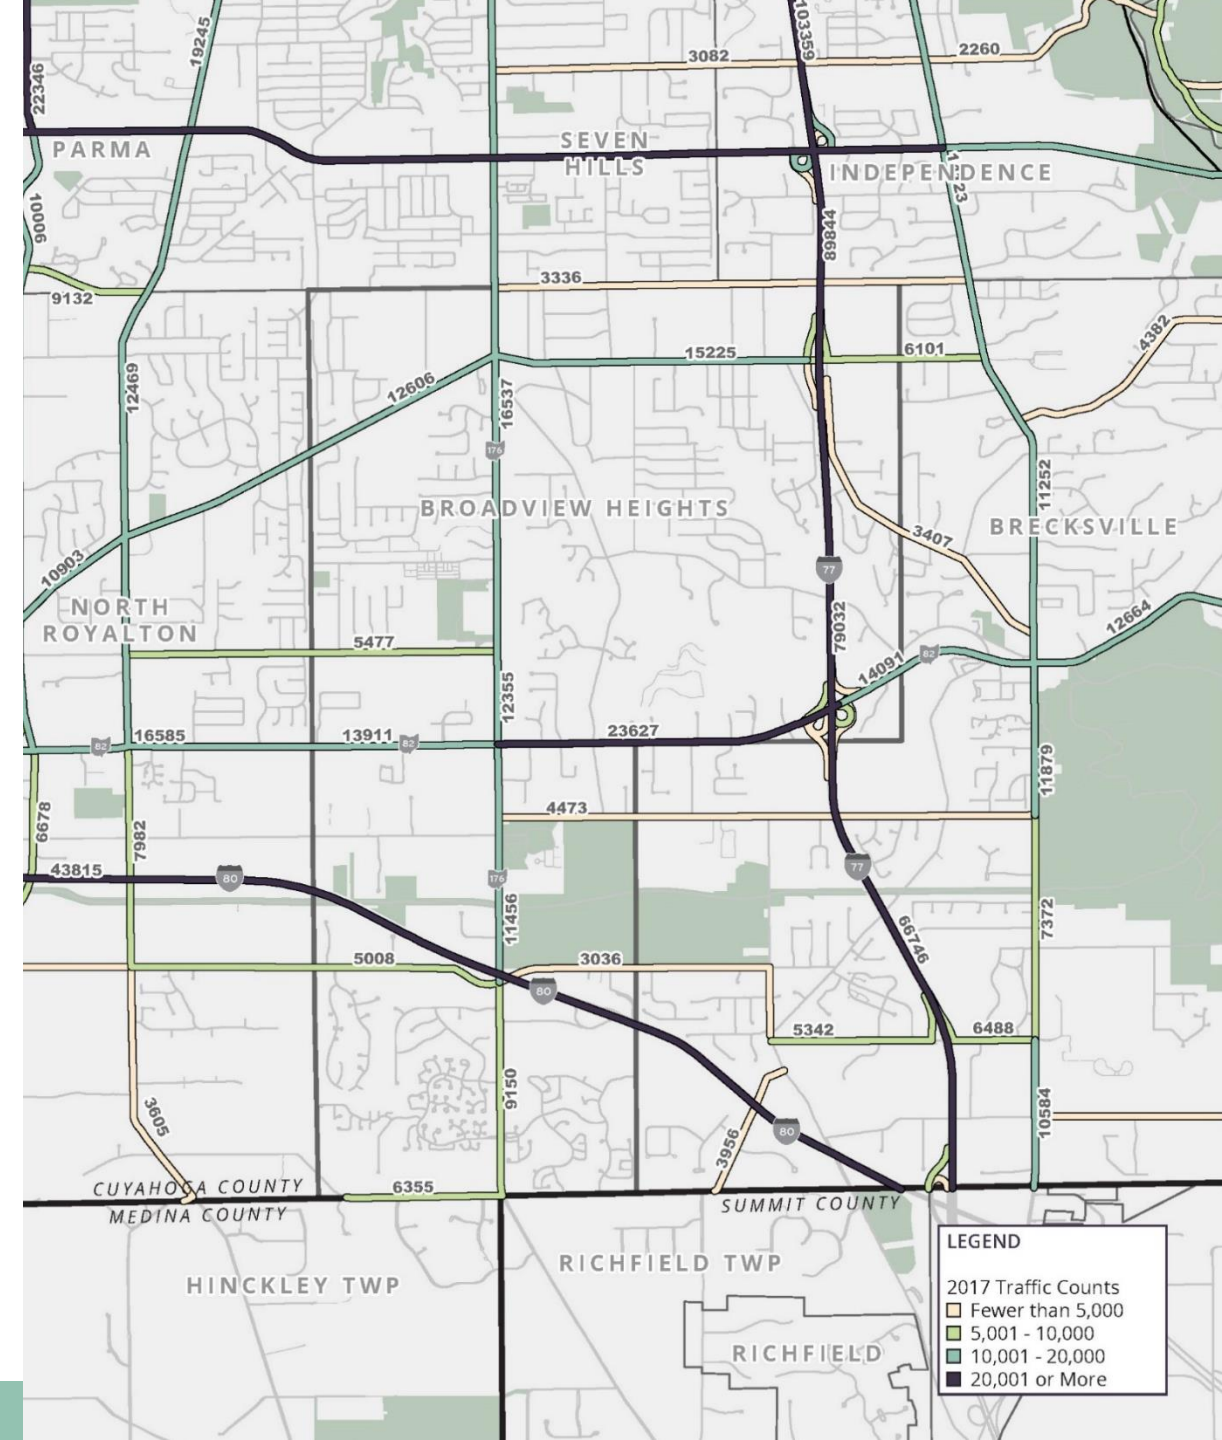 19245
103359
3082
2260
22346
SEVEN
HILLS
PARMA
INDEPENDENCE
10006
89844
3336
9132
15225
6101
4382
12469
12606
16537
176
BROADVIEW HEIGHTS
11252
BRECKSVILLE
3407
10903
77
NORTH
ROYALTON
79032
12664
5477
14091
82
12355
16585
82
13911
82
23627
11879
4473
6678
7982
43815
80
77
176
11456
7372
66746
5008
3036
80
5342
6488
9150
10584
3605
3956
80
CUYAHOGA COUNTY
6355
MEDINA COUNTY
SUMMIT COUNTY
RICHFIELD TWP
HINCKLEY TWP
RICHFIELD
LEGEND
2017 Traffic Counts
Fewer than 5,000
5,001 - 10,000
10,001 - 20,000
20,001 or More